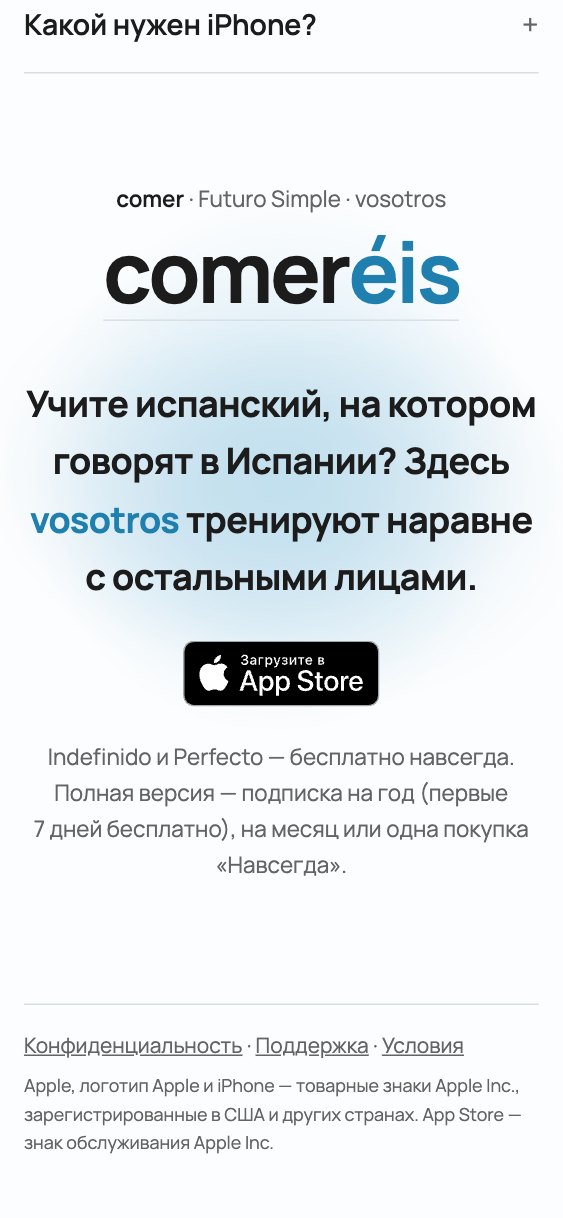 Какой нужен iPhone? +
comer · Futuro Simple · vosotros
comeréis
Учите испанский, на котором
говорят в Испании? Здесь
vosotros тренируют наравне
с остальными лицами.
Загрузите в
App Store
Indefinido и Perfecto — бесплатно навсегда.
Полная версия — подписка на год (первые
7 дней бесплатно), на месяц или одна покупка
«Навсегда».
Конфиденциальность · Поддержка · Условия
Apple, логотип Apple и iPhone — товарные знаки Apple Inc.,
зарегистрированные в США и других странах. App Store —
знак обслуживания Apple Inc.